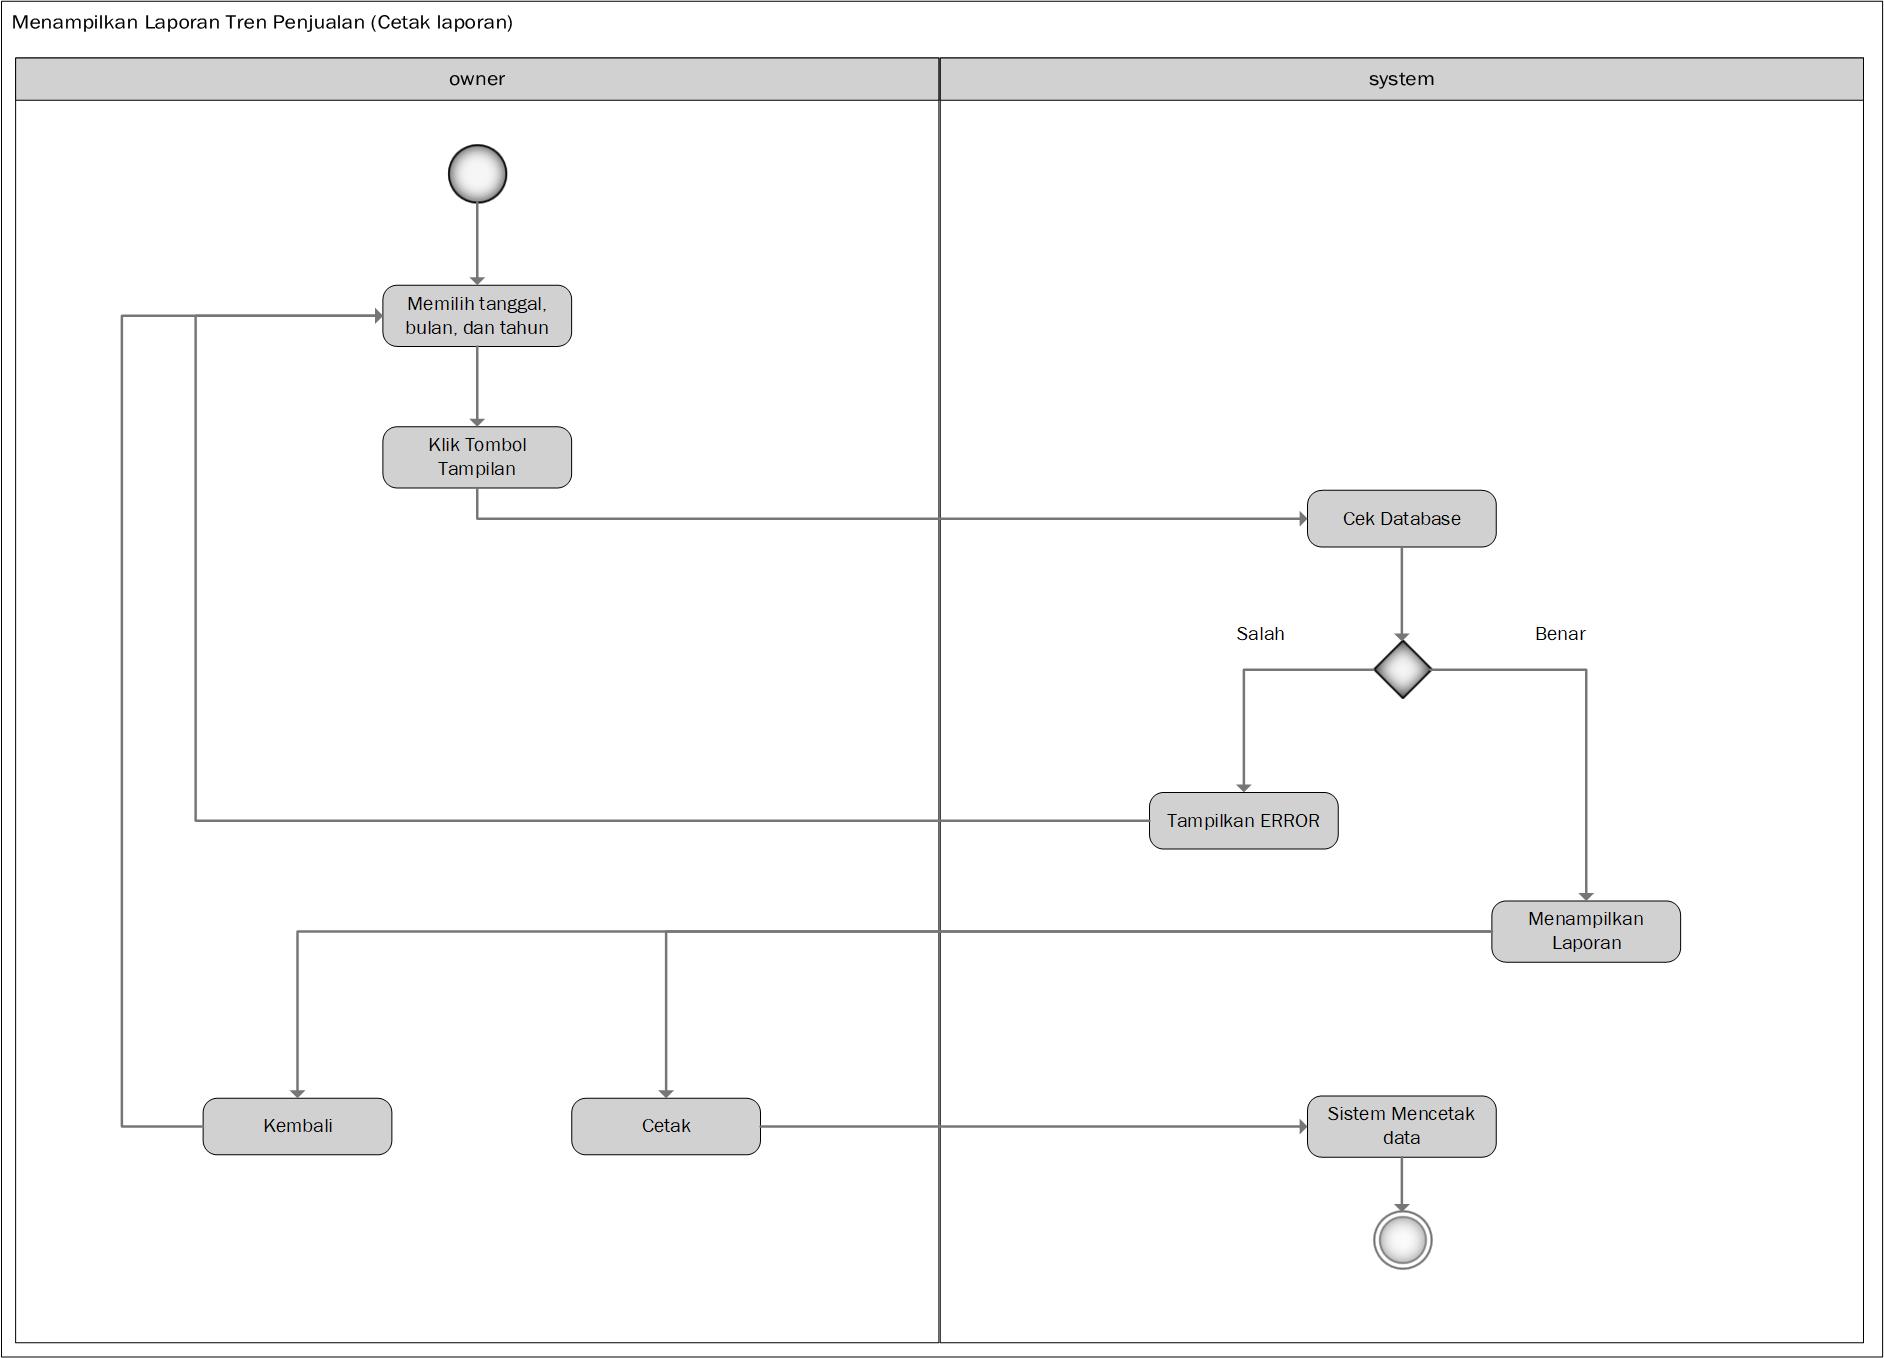 Menampilkan Laporan Tren Penjualan (Cetak laporan)
owner
system
Memilih tanggal,
bulan, dan tahun
Klik Tombol
Tampilan
Cek Database
Salah
Benar
Tampilkan ERROR
Menampilkan
Laporan
Kembali
Cetak
Sistem Mencetak
data